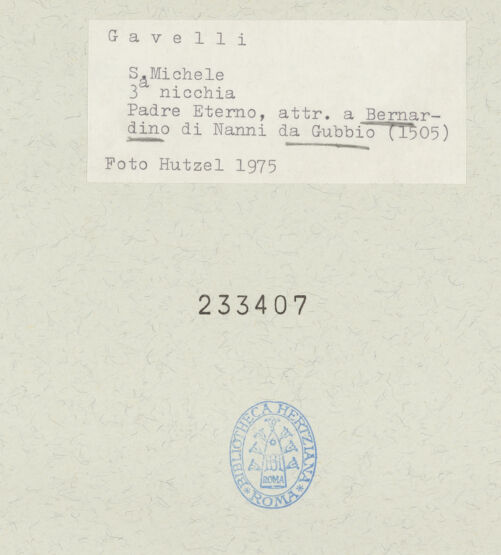 Gavelli
S.Michele
3ª nicchia
Padre Eterno, attr. a Bernar-
dino di Nanni da Gubbio (1505)
Foto Hutzel 1975
233407
BIBLIOTHECA HERTZIANA
ROMA
ROMA